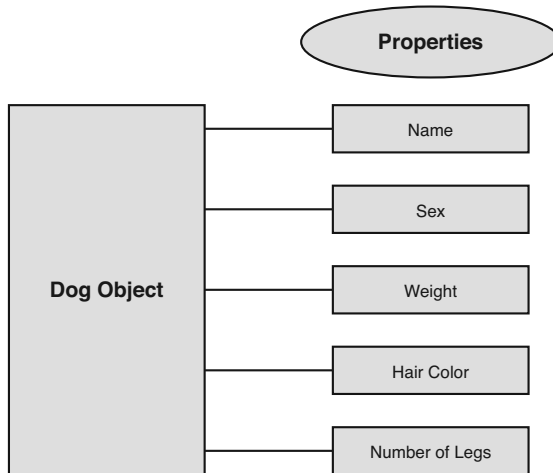 Properties
Name
Sex
Dog Object
Weight
Hair Color
Number of Legs